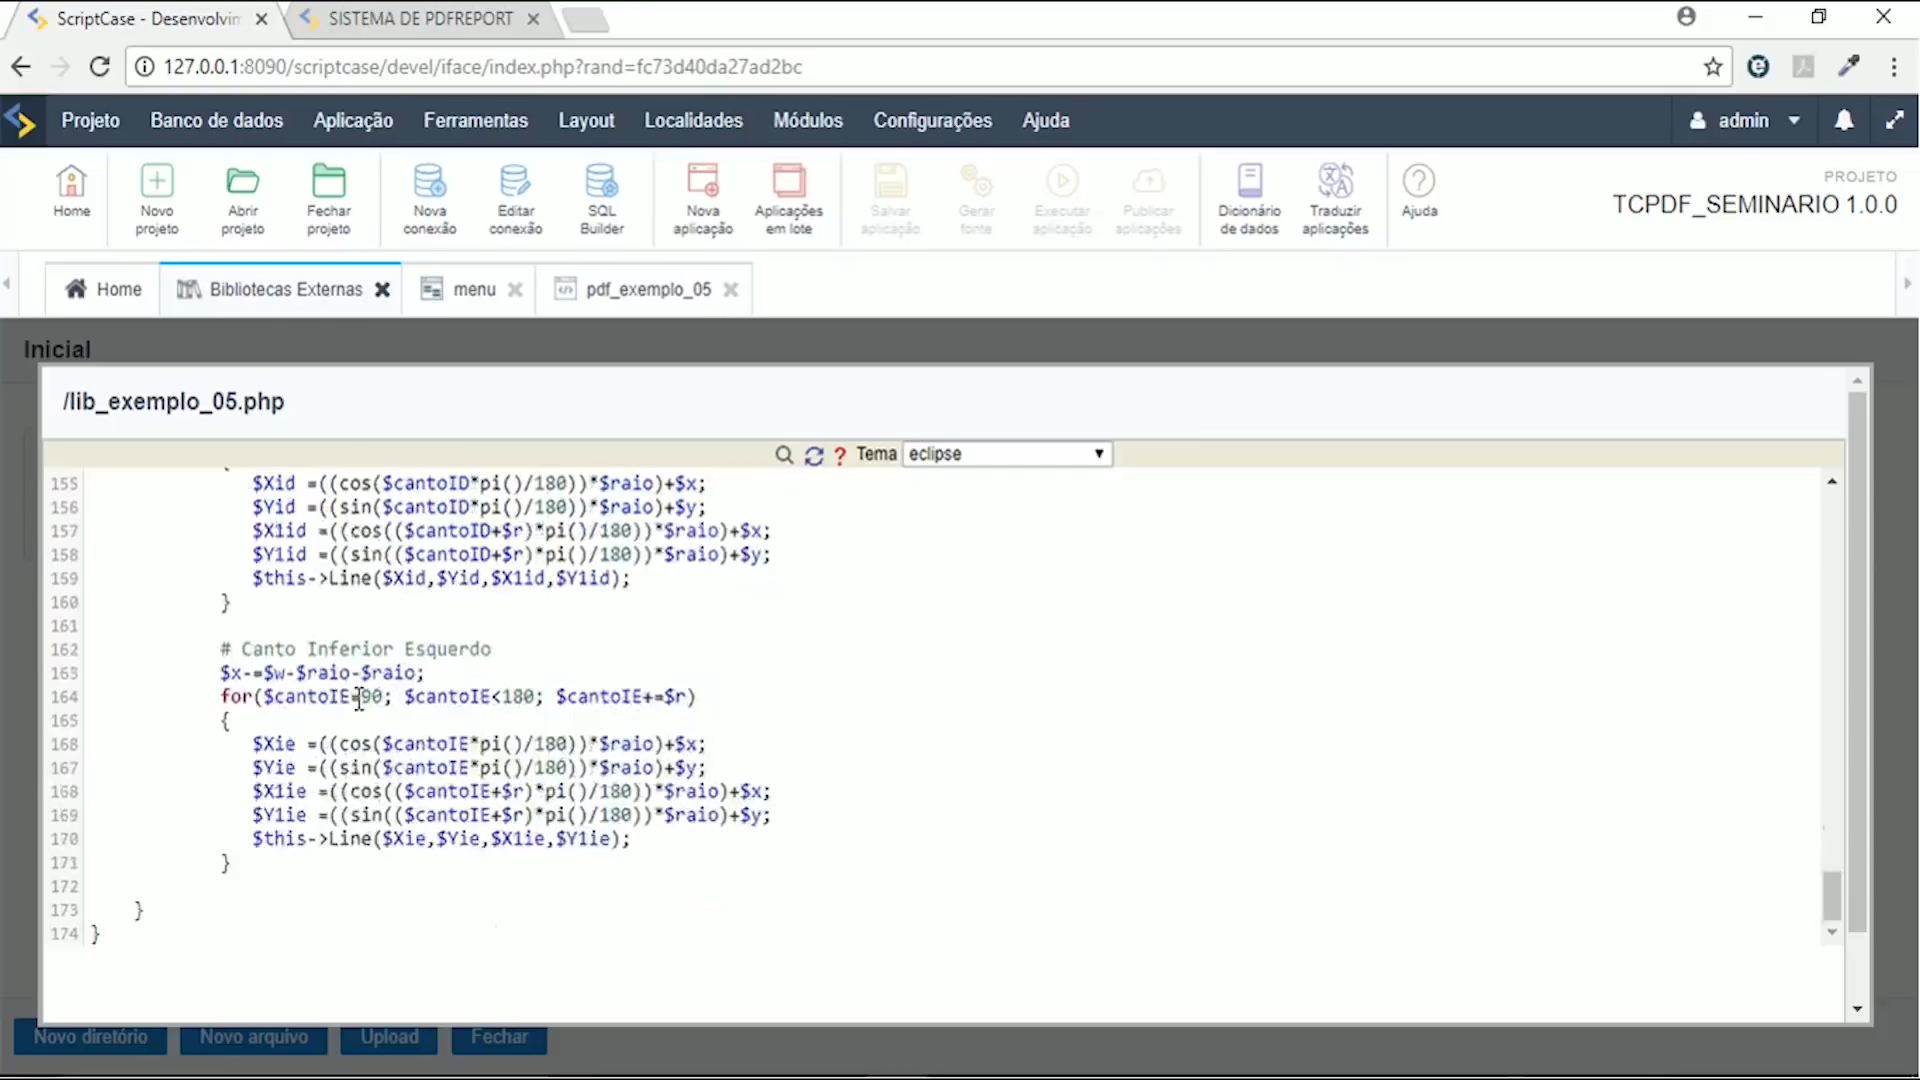 ScriptCase - Desenvolvim
SISTEMA DE PDFREPORT
127.0.0.1:8090/scriptcase/devel/iface/index.php?rand=fc73d40da27ad2bc
Projeto Banco de dados Aplicação Ferramentas Layout Localidades Módulos Configurações Ajuda admin
Home
Novo projeto
Abrir projeto
Fechar projeto
Nova conexão
Editar conexão
SQL Builder
Nova aplicação
Aplicações em lote
Salvar aplicação
Gerar fonte
Executar aplicação
Publicar aplicações
Dicionário de dados
Traduzir aplicações
Ajuda
PROJETO
TCPDF_SEMINARIO 1.0.0
Home Bibliotecas Externas menu pdf_exemplo_05
Inicial
/lib_exemplo_05.php
? Tema eclipse
155 $Xid =((cos($cantoID*pi()/180))*$raio)+$x;
156 $Yid =((sin($cantoID*pi()/180))*$raio)+$y;
157 $X1id =((cos(($cantoID+$r)*pi()/180))*$raio)+$x;
158 $Y1id =((sin(($cantoID+$r)*pi()/180))*$raio)+$y;
159 $this->Line($Xid,$Yid,$X1id,$Y1id);
160 }
161
162 # Canto Inferior Esquerdo
163 $x-=$w-$raio-$raio;
164 for($cantoIE=90; $cantoIE<180; $cantoIE+=$r)
165 {
168 $Xie =((cos($cantoIE*pi()/180))*$raio)+$x;
167 $Yie =((sin($cantoIE*pi()/180))*$raio)+$y;
168 $X1ie =((cos(($cantoIE+$r)*pi()/180))*$raio)+$x;
169 $Y1ie =((sin(($cantoIE+$r)*pi()/180))*$raio)+$y;
170 $this->Line($Xie,$Yie,$X1ie,$Y1ie);
171 }
172
173 }
174 }
Novo diretório Novo arquivo Upload Fechar